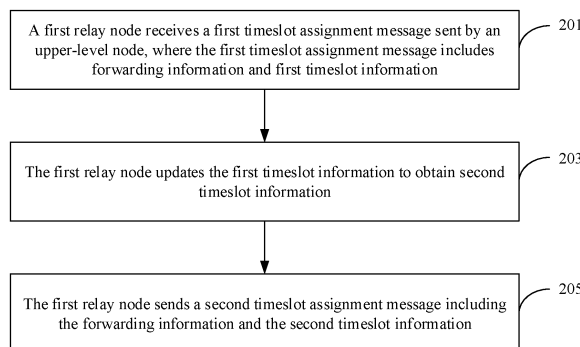 A first relay node receives a first timeslot assignment message sent by an
upper-level node, where the first timeslot assignment message includes
forwarding information and first timeslot information
201
The first relay node updates the first timeslot information to obtain second
timeslot information
203
The first relay node sends a second timeslot assignment message including
the forwarding information and the second timeslot information
205